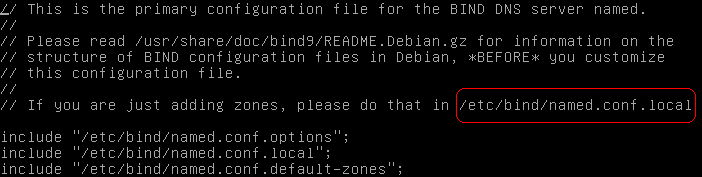 // This is the primary configuration file for the BIND DNS server named.
//
// Please read /usr/share/doc/bind9/README.Debian.gz for information on the
// structure of BIND configuration files in Debian, *BEFORE* you customize
// this configuration file.
//
// If you are just adding zones, please do that in /etc/bind/named.conf.local
include "/etc/bind/named.conf.options";
include "/etc/bind/named.conf.local";
include "/etc/bind/named.conf.default-zones";